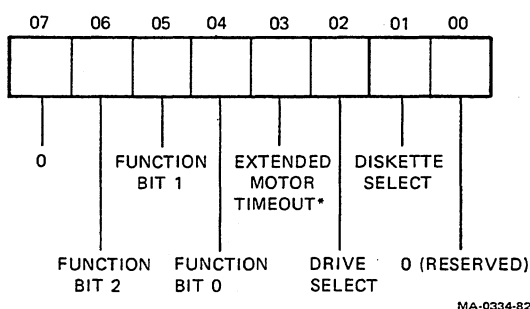 07 06 05 04 03 02 01 00
0 FUNCTION EXTENDED DISKETTE
BIT 1 MOTOR SELECT
TIMEOUT*
FUNCTION FUNCTION DRIVE 0 (RESERVED)
BIT 2 BIT 0 SELECT
MA-0334-82